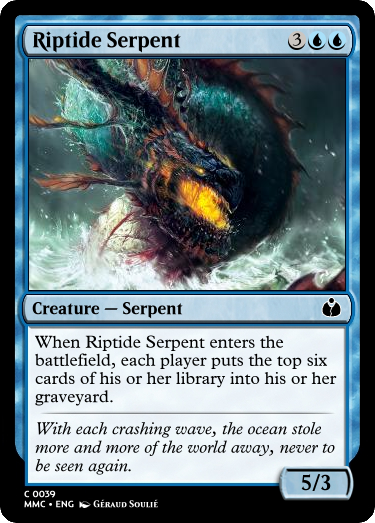 Riptide Serpent 3
Creature — Serpent
When Riptide Serpent enters the
battlefield, each player puts the top six
cards of his or her library into his or her
graveyard.
With each crashing wave, the ocean stole
more and more of the world away, never to
be seen again.
5/3
C 0039
MMC • ENG Géraud Soulié